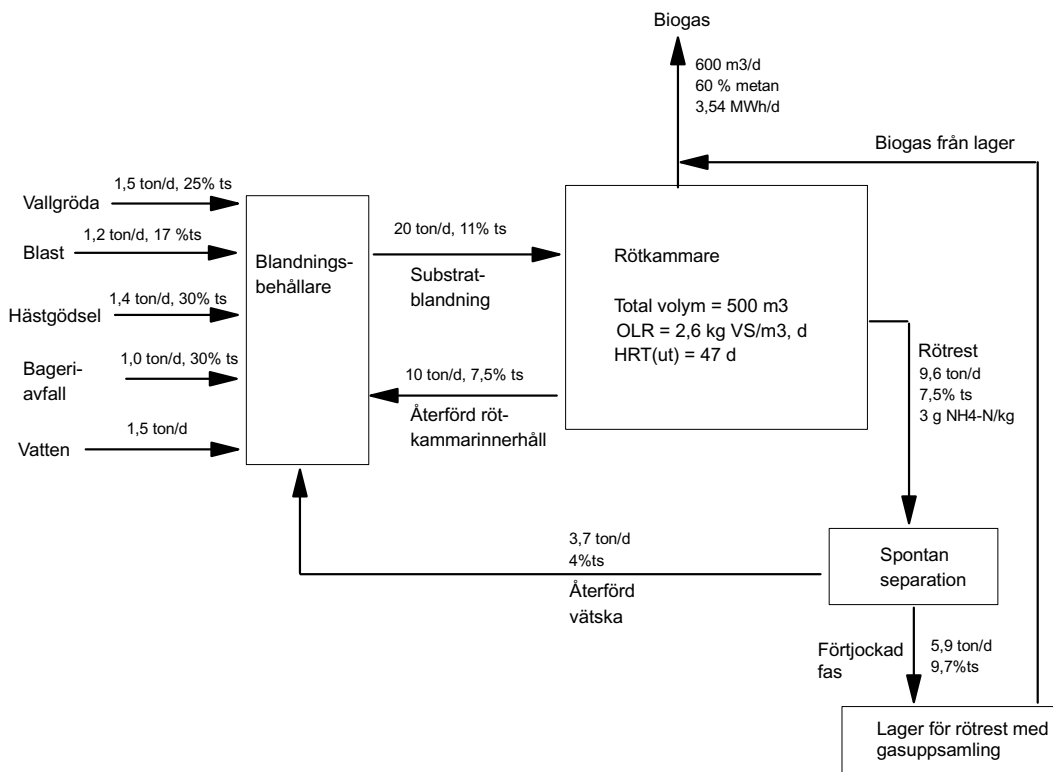 Biogas
600 m3/d
60 % metan
3,54 MWh/d
Biogas från lager
1,5 ton/d, 25% ts
Vallgröda
1,2 ton/d, 17 %ts
Blast
1,4 ton/d, 30% ts
Hästgödsel
1,0 ton/d, 30% ts
Bageri-
avfall
1,5 ton/d
Vatten
Blandnings-
behållare
20 ton/d, 11% ts
Substrat-
blandning
10 ton/d, 7,5% ts
Återförd röt-
kammarinnerhåll
Rötkammare
Total volym = 500 m3
OLR = 2,6 kg VS/m3, d
HRT(ut) = 47 d
Rötrest
9,6 ton/d
7,5% ts
3 g NH4-N/kg
3,7 ton/d
4%ts
Återförd
vätska
Spontan
separation
Förtjockad
fas
5,9 ton/d
9,7%ts
Lager för rötrest med
gasuppsamling